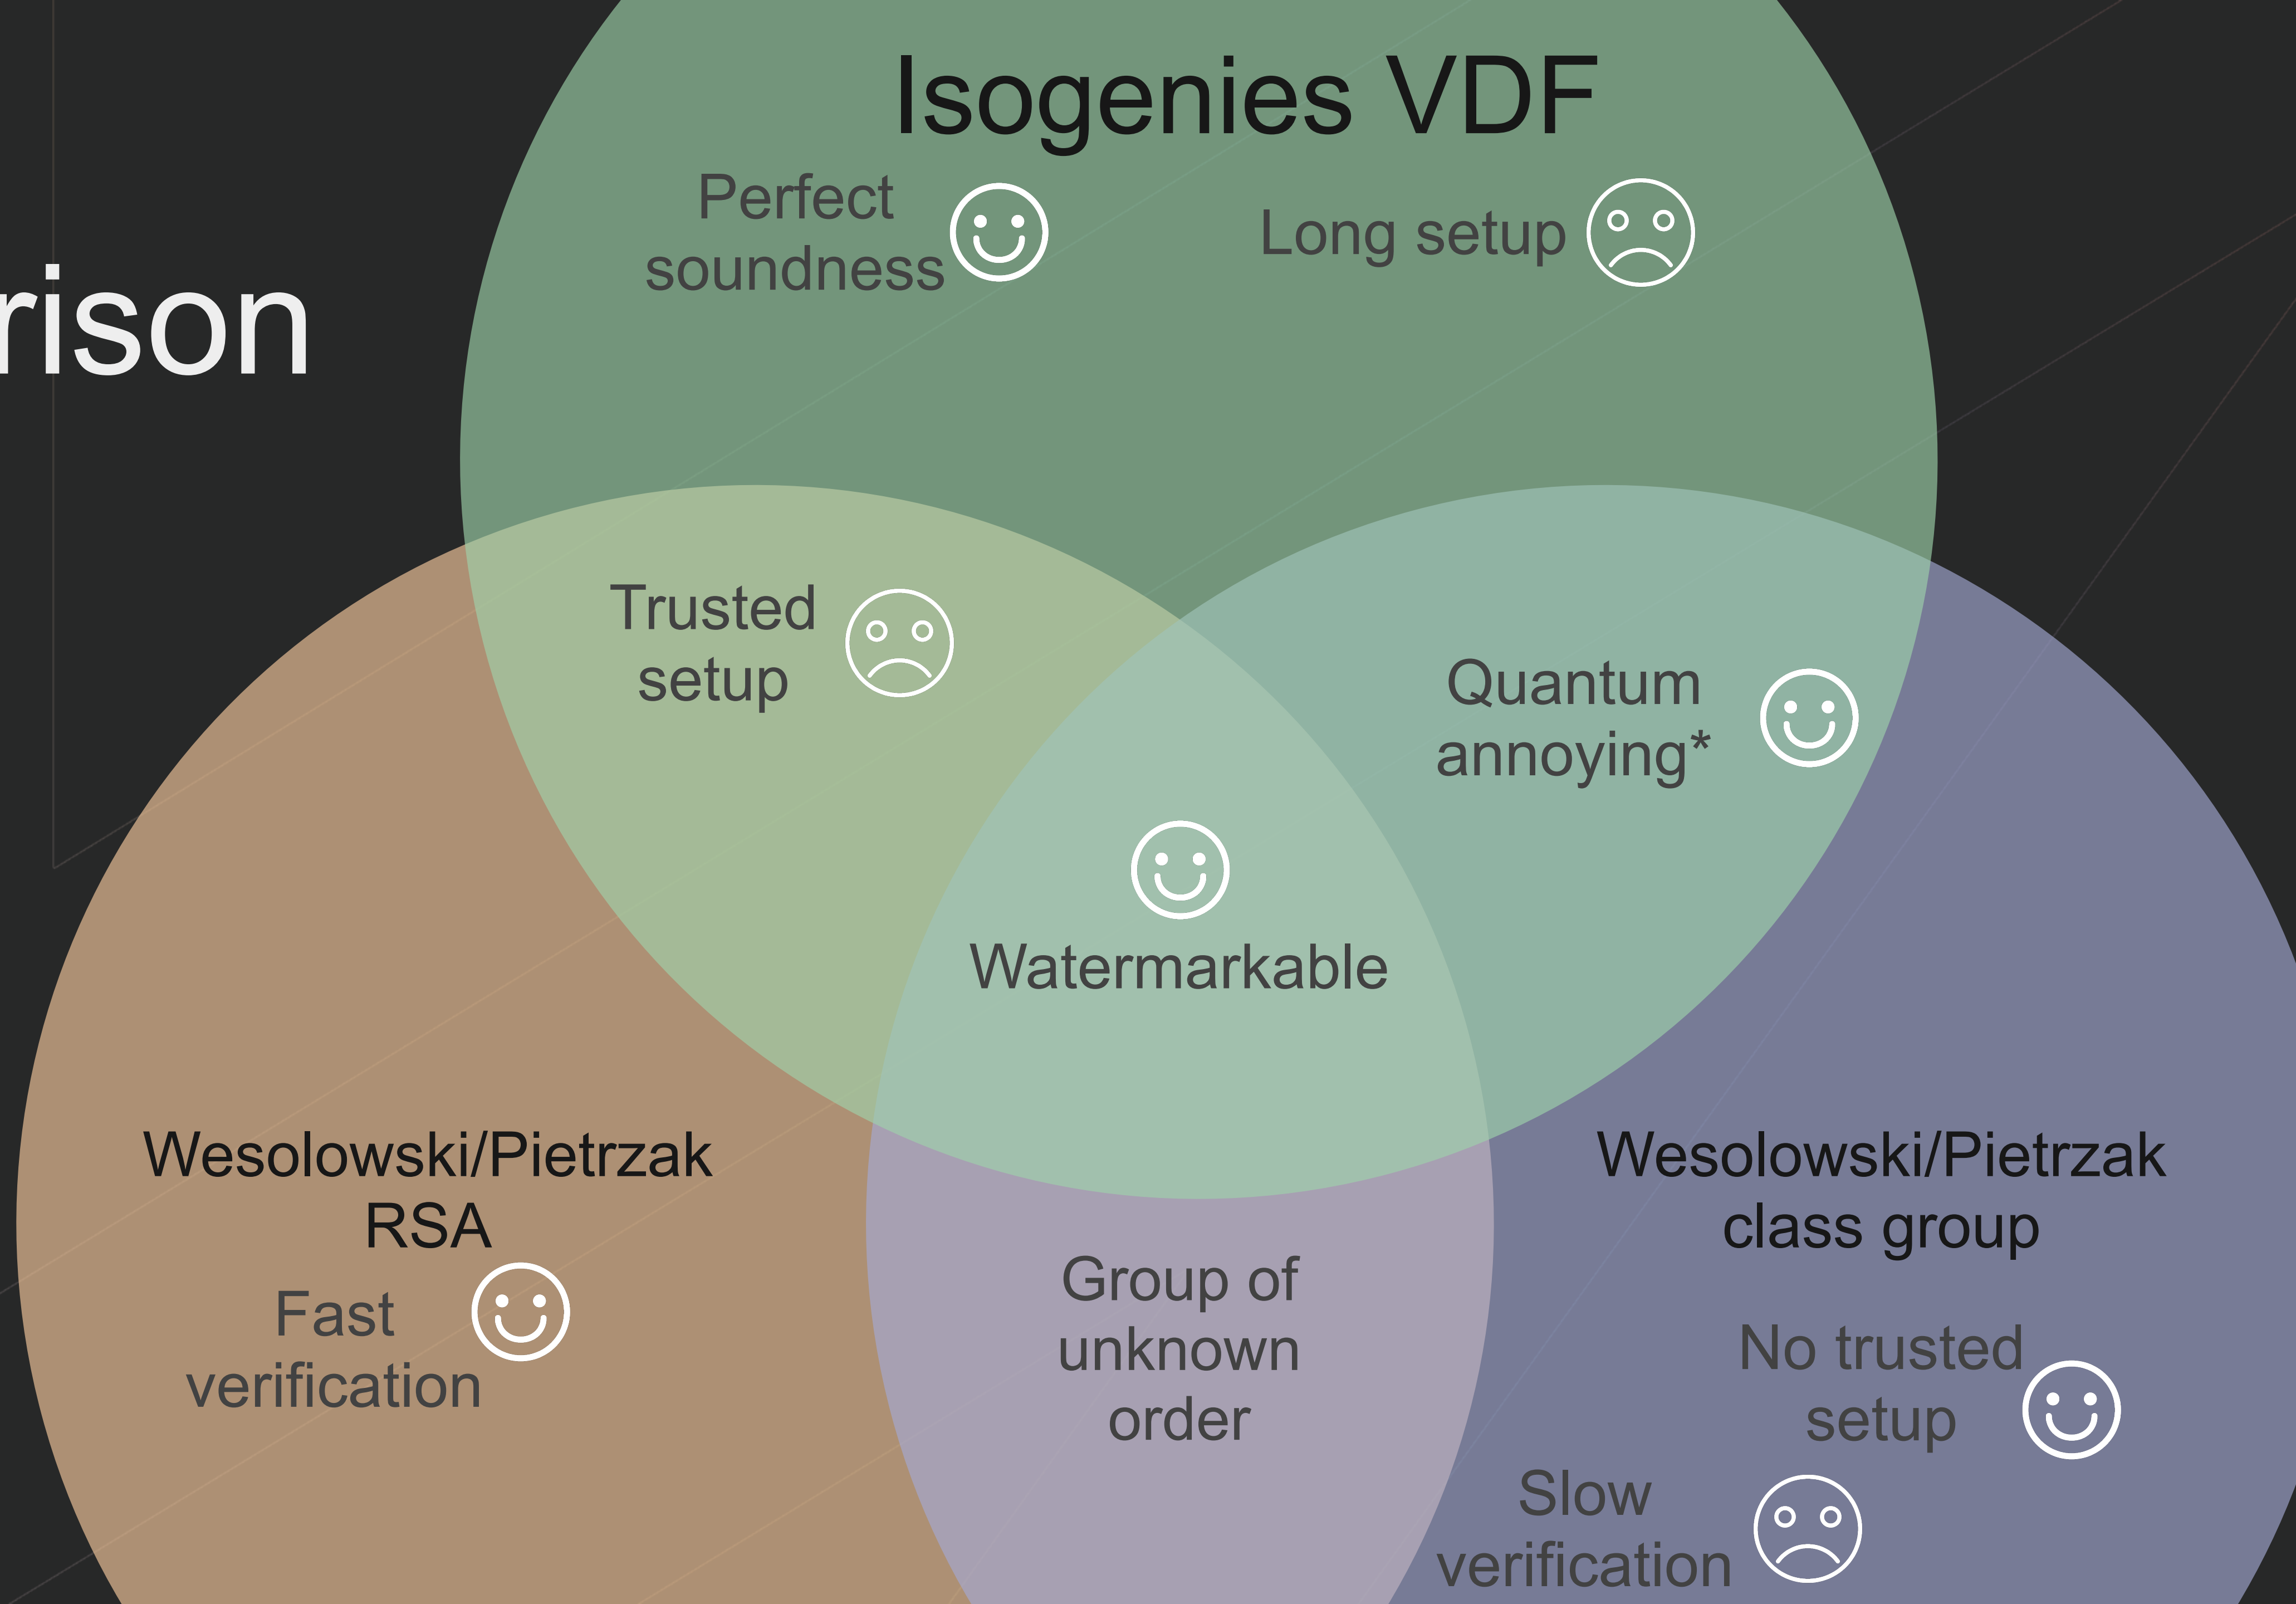 Isogenies VDF
Perfect
soundness
Long setup
rison
Trusted
setup
Quantum
annoying*
Watermarkable
Wesolowski/Pietrzak
RSA
Fast
verification
Group of
unknown
order
Wesolowski/Pietrzak
class group
No trusted
setup
Slow
verification